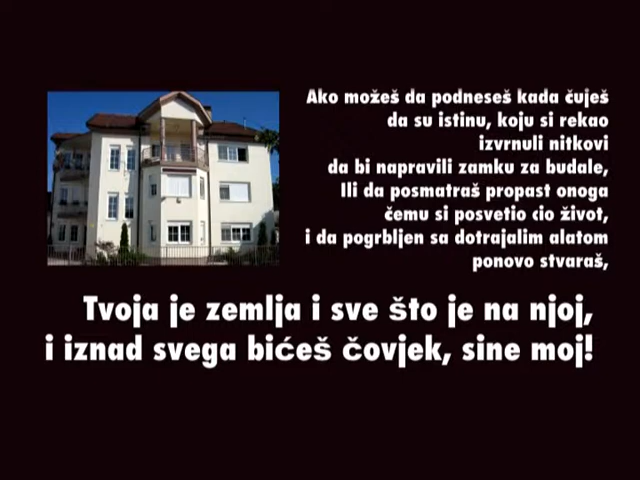 Ako možeš da podneseš kada čuješ
da su istinu, koju si rekao
izvrnuli nitkovi
da bi napravili zamku za budale,
Ili da posmatraš propast onoga
čemu si posvetio cio život,
i da pogrbljen sa dotrajalim alatom
ponovo stvaraš,
Tvoja je zemlja i sve što je na njoj,
i iznad svega bićeš čovjek, sine moj!